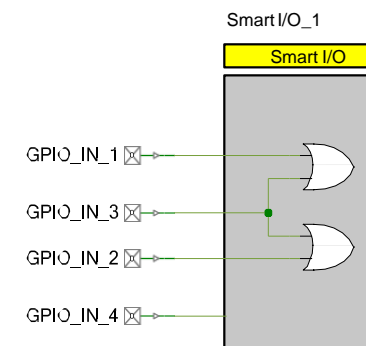 Smart I/O_1
Smart I/O
GPIO_IN_1
GPIO_IN_3
GPIO_IN_2
GPIO_IN_4